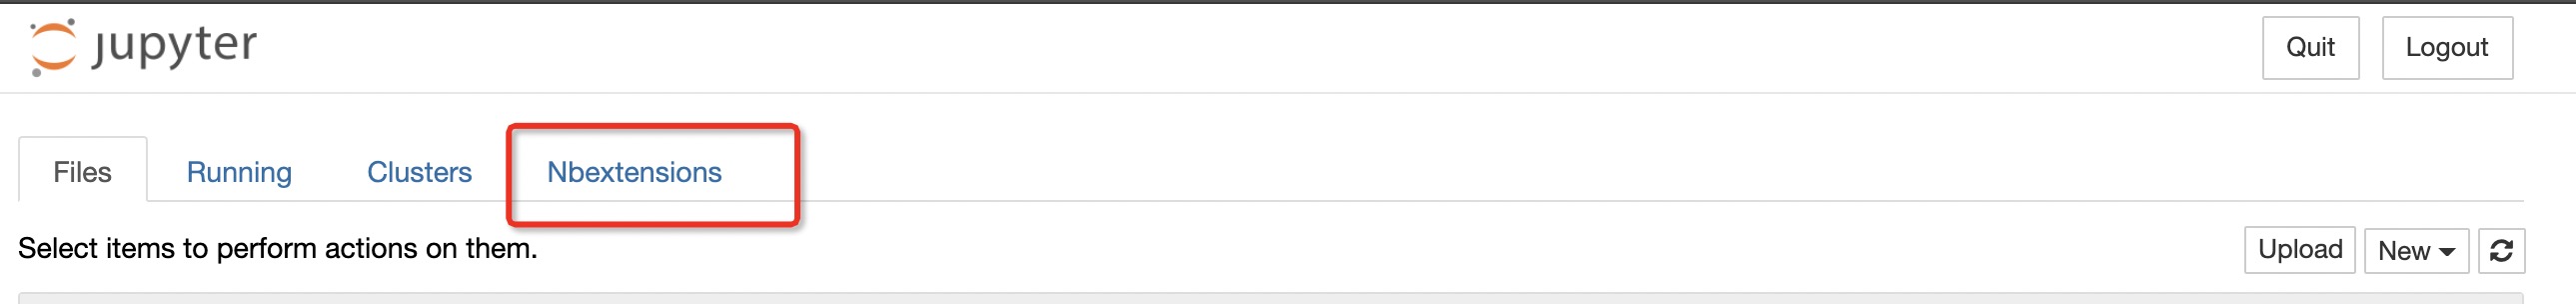 jupyter Quit Logout
Files Running Clusters Nbextensions
Select items to perform actions on them. Upload New